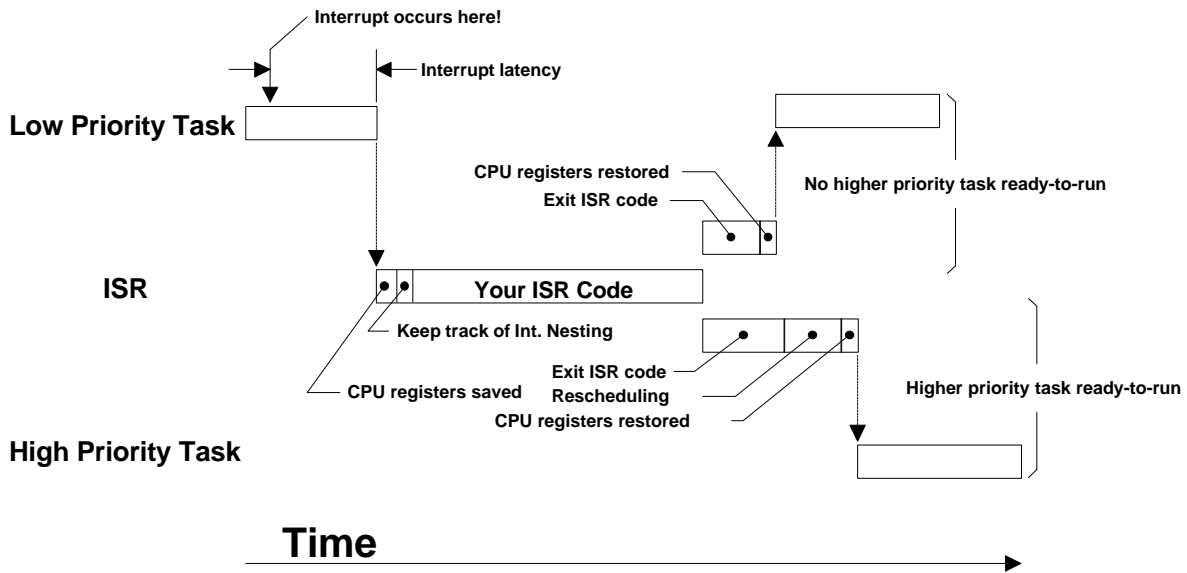 Interrupt occurs here!
Interrupt latency
Low Priority Task
CPU registers restored
No higher priority task ready-to-run
Exit ISR code
ISR
Your ISR Code
Keep track of Int. Nesting
Exit ISR code
CPU registers saved
Rescheduling
Higher priority task ready-to-run
CPU registers restored
High Priority Task
Time